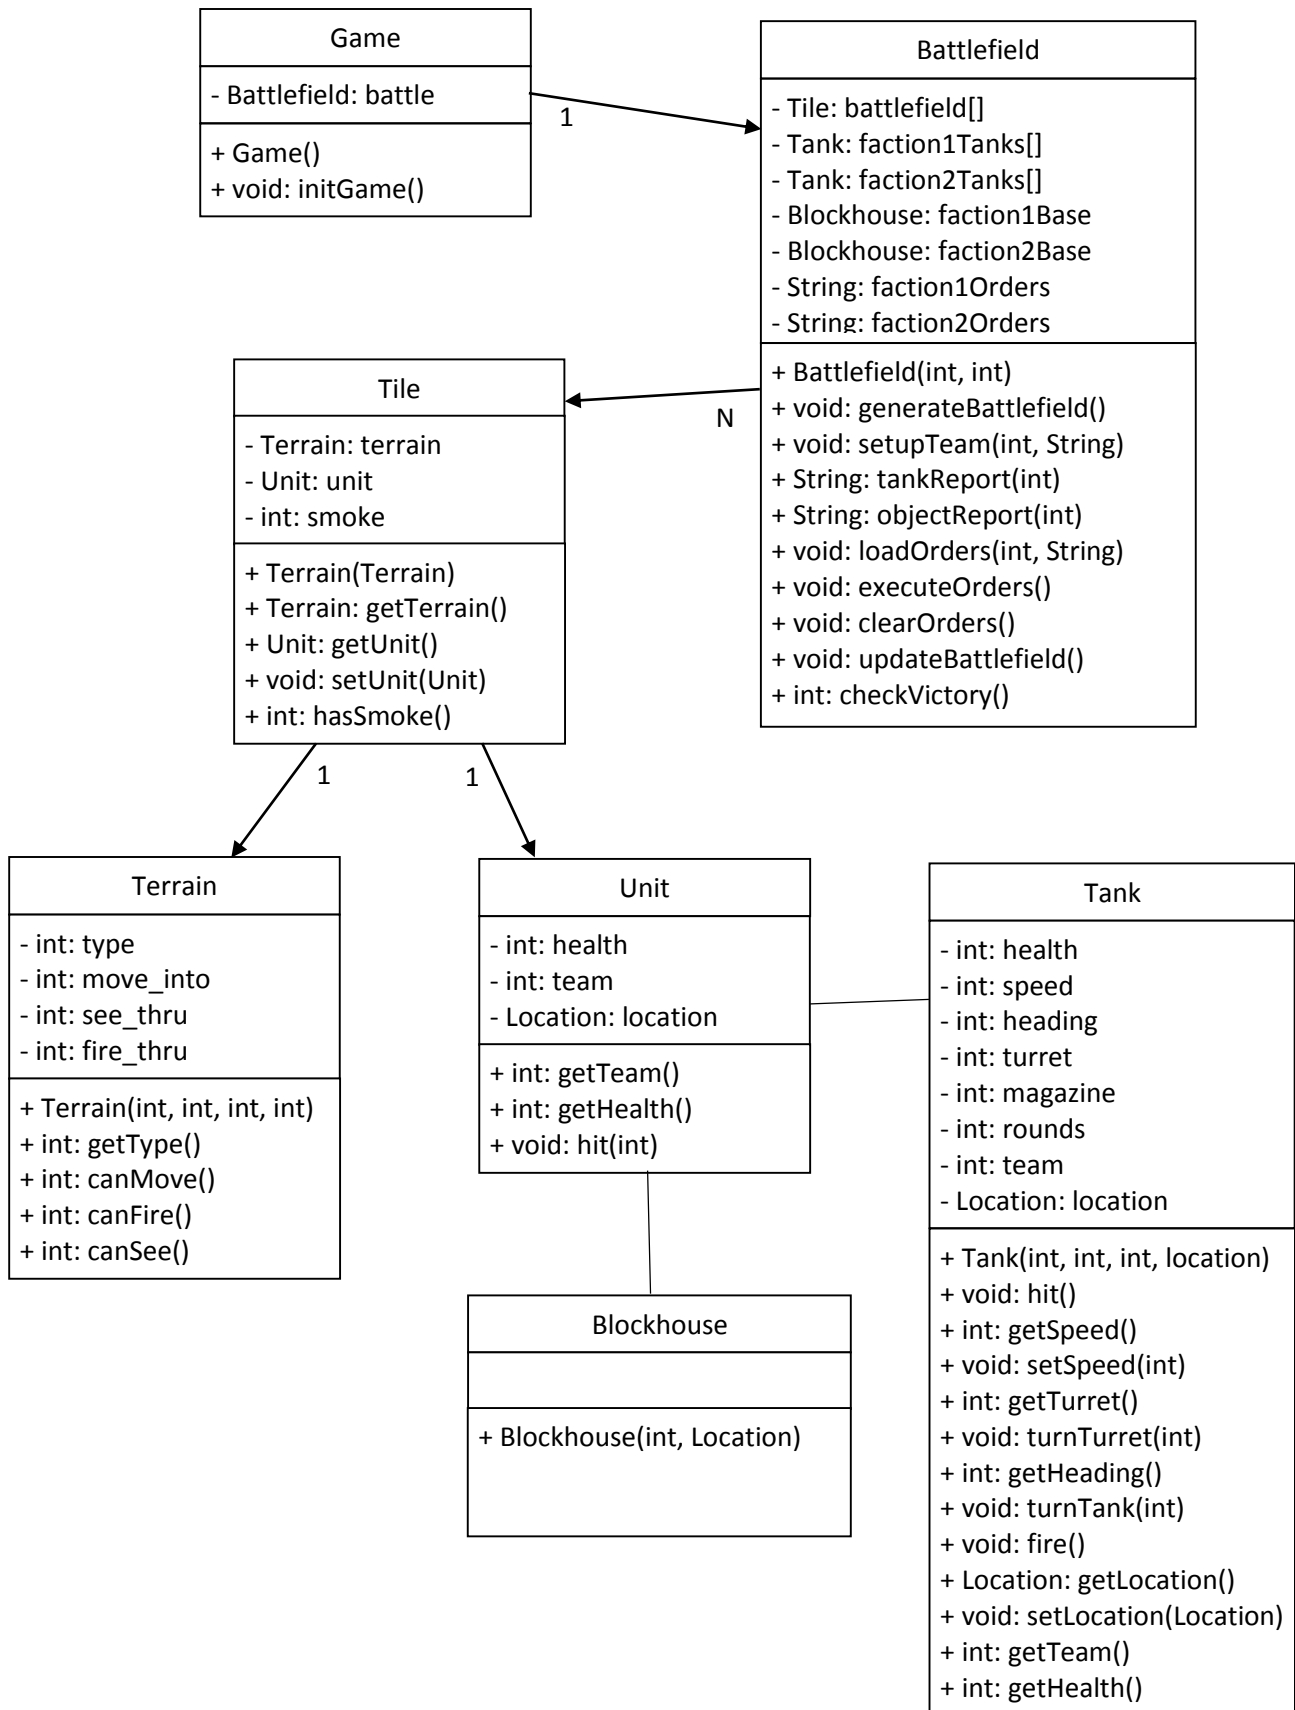 Game
- Battlefield: battle
+ Game()
+ void: initGame()
1
Battlefield
- Tile: battlefield[]
- Tank: faction1Tanks[]
- Tank: faction2Tanks[]
- Blockhouse: faction1Base
- Blockhouse: faction2Base
- String: faction1Orders
- String: faction2Orders
+ Battlefield(int, int)
+ void: generateBattlefield()
+ void: setupTeam(int, String)
+ String: tankReport(int)
+ String: objectReport(int)
+ void: loadOrders(int, String)
+ void: executeOrders()
+ void: clearOrders()
+ void: updateBattlefield()
+ int: checkVictory()
N
Tile
- Terrain: terrain
- Unit: unit
- int: smoke
+ Terrain(Terrain)
+ Terrain: getTerrain()
+ Unit: getUnit()
+ void: setUnit(Unit)
+ int: hasSmoke()
1
1
Terrain
- int: type
- int: move_into
- int: see_thru
- int: fire_thru
+ Terrain(int, int, int, int)
+ int: getType()
+ int: canMove()
+ int: canFire()
+ int: canSee()
Unit
- int: health
- int: team
- Location: location
+ int: getTeam()
+ int: getHealth()
+ void: hit(int)
Tank
- int: health
- int: speed
- int: heading
- int: turret
- int: magazine
- int: rounds
- int: team
- Location: location
+ Tank(int, int, int, location)
+ void: hit()
+ int: getSpeed()
+ void: setSpeed(int)
+ int: getTurret()
+ void: turnTurret(int)
+ int: getHeading()
+ void: turnTank(int)
+ void: fire()
+ Location: getLocation()
+ void: setLocation(Location)
+ int: getTeam()
+ int: getHealth()
Blockhouse
+ Blockhouse(int, Location)